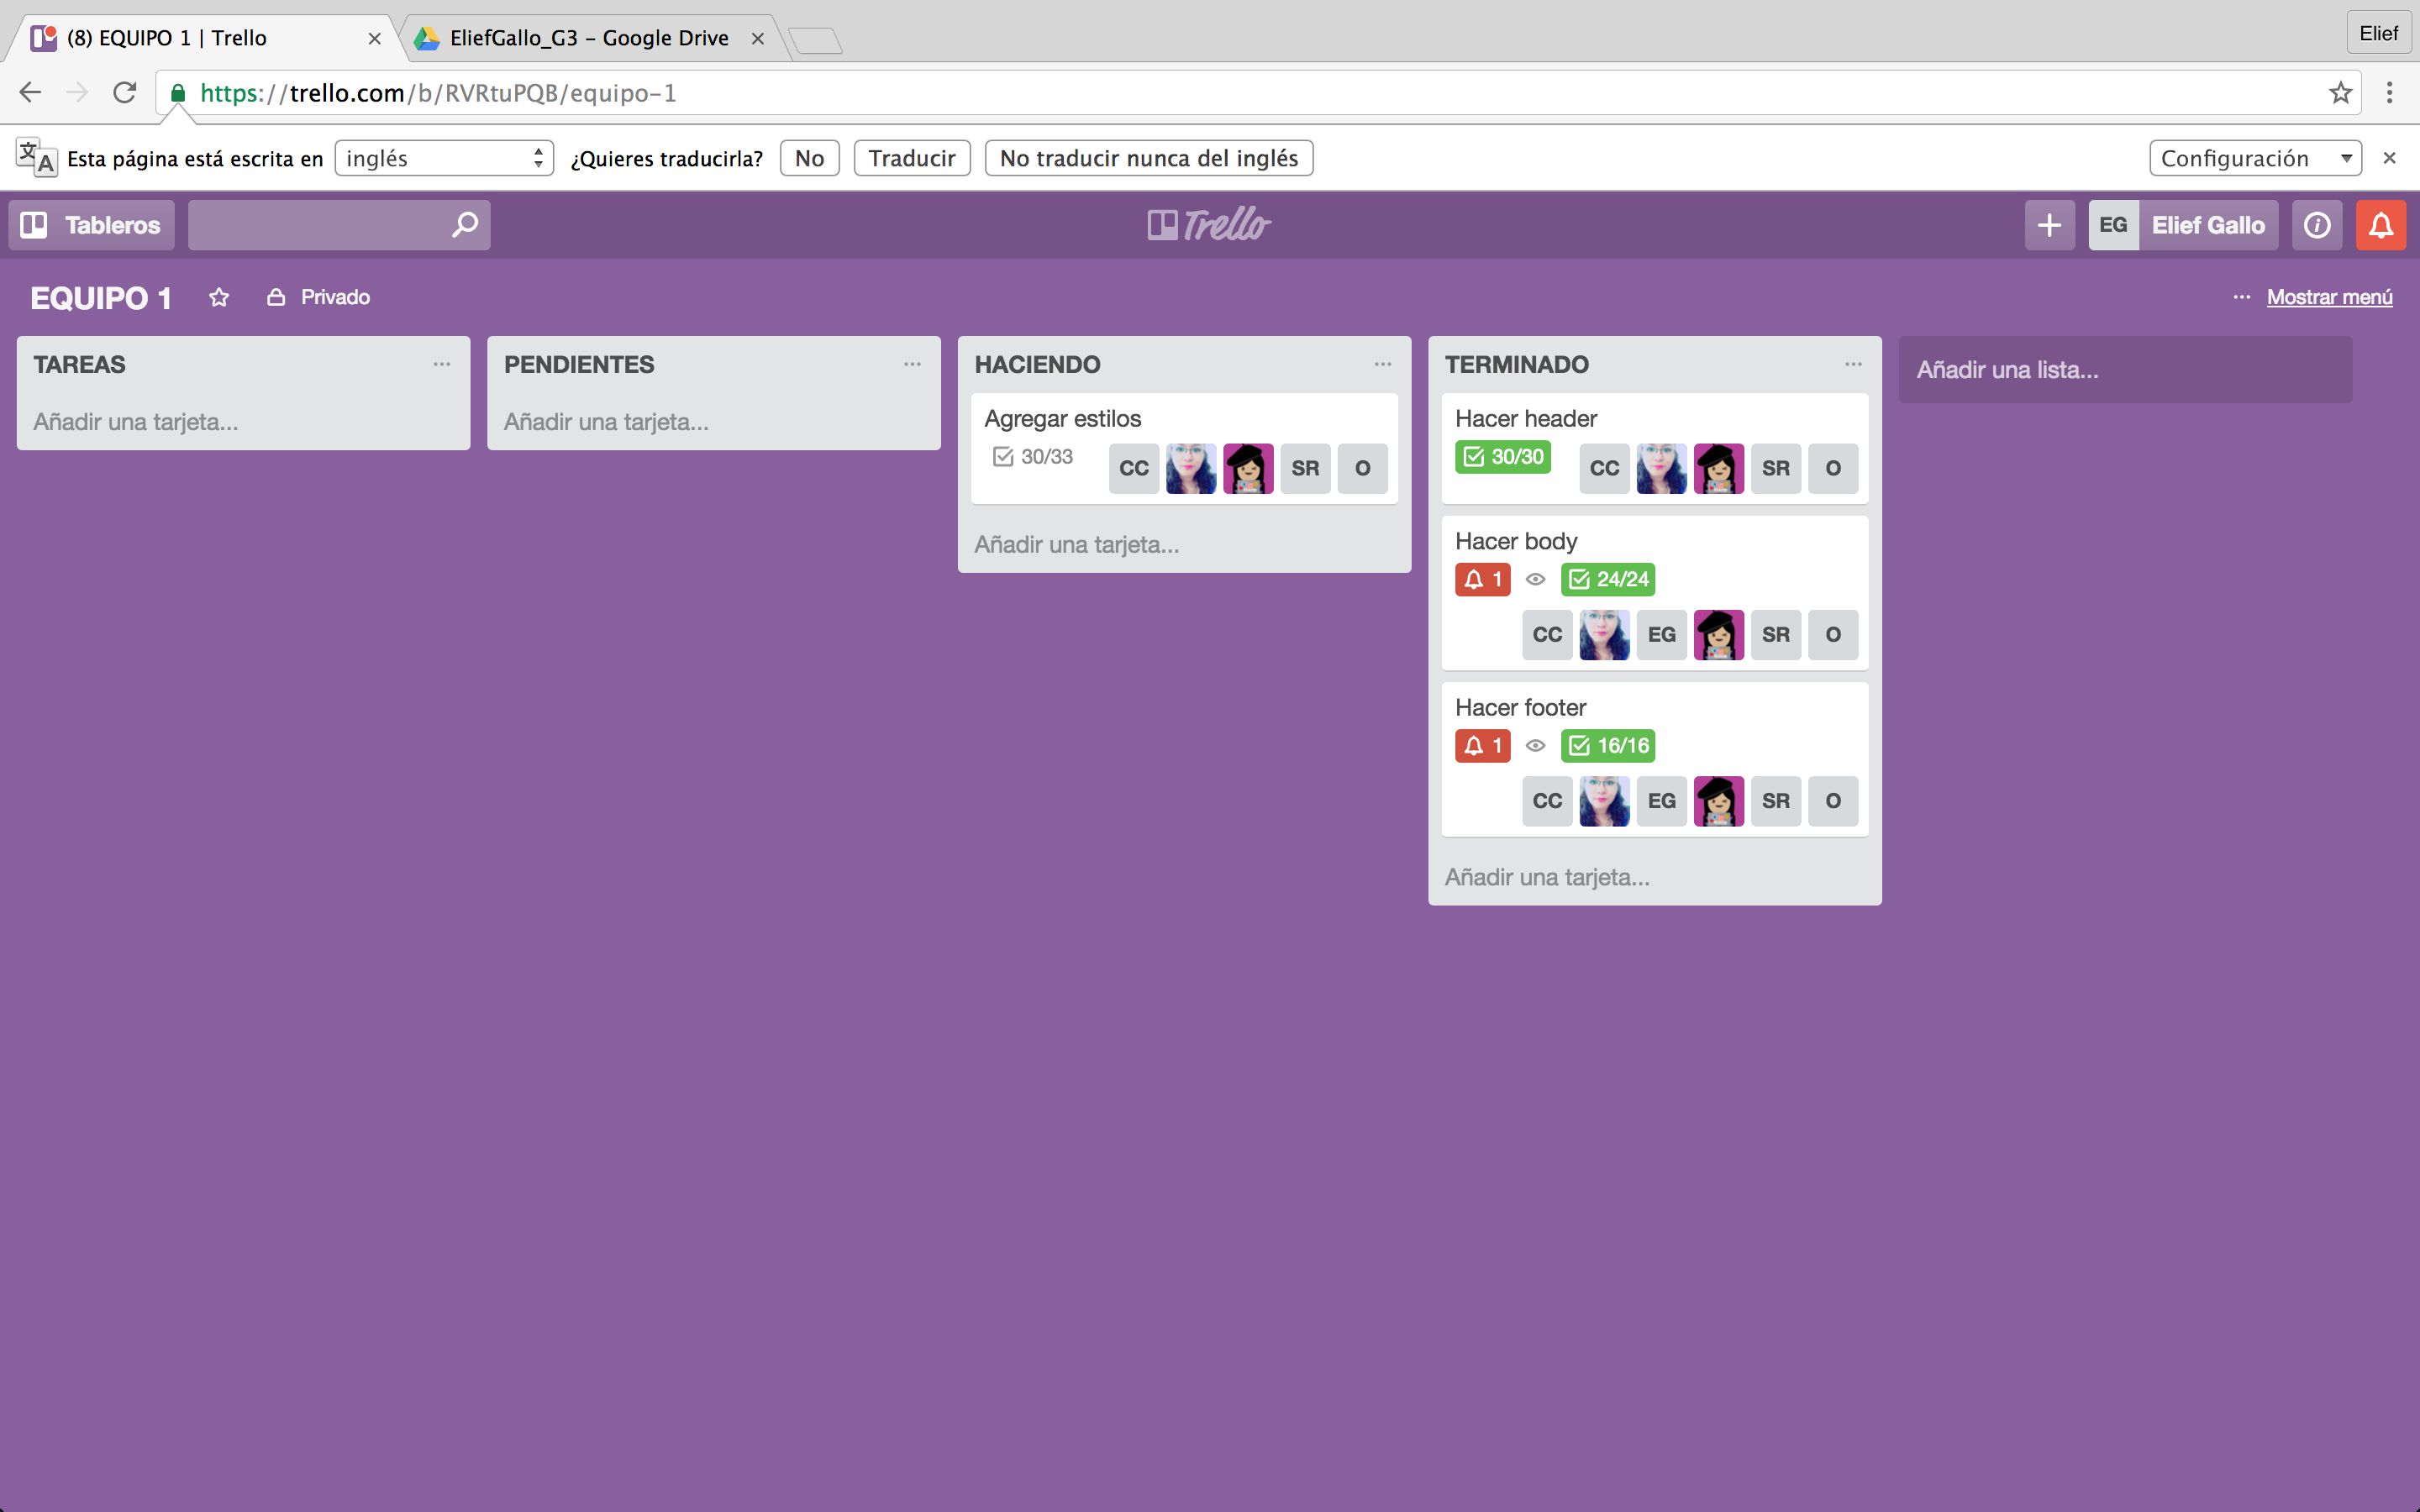 (8) EQUIPO 1 | Trello
EliefGallo_G3 - Google Drive
Elief
https://trello.com/b/RVRtuPQB/equipo-1
Esta página está escrita en inglés ¿Quieres traducirla? No Traducir No traducir nunca del inglés Configuración
Tableros
Trello
EG Elief Gallo
EQUIPO 1 Privado
... Mostrar menú
TAREAS ...
Añadir una tarjeta...
PENDIENTES ...
Añadir una tarjeta...
HACIENDO ...
Agregar estilos
30/33 CC SR O
Añadir una tarjeta...
TERMINADO ...
Hacer header
30/30 CC SR O
Hacer body
1 24/24
CC EG SR O
Hacer footer
1 16/16
CC EG SR O
Añadir una tarjeta...
Añadir una lista...